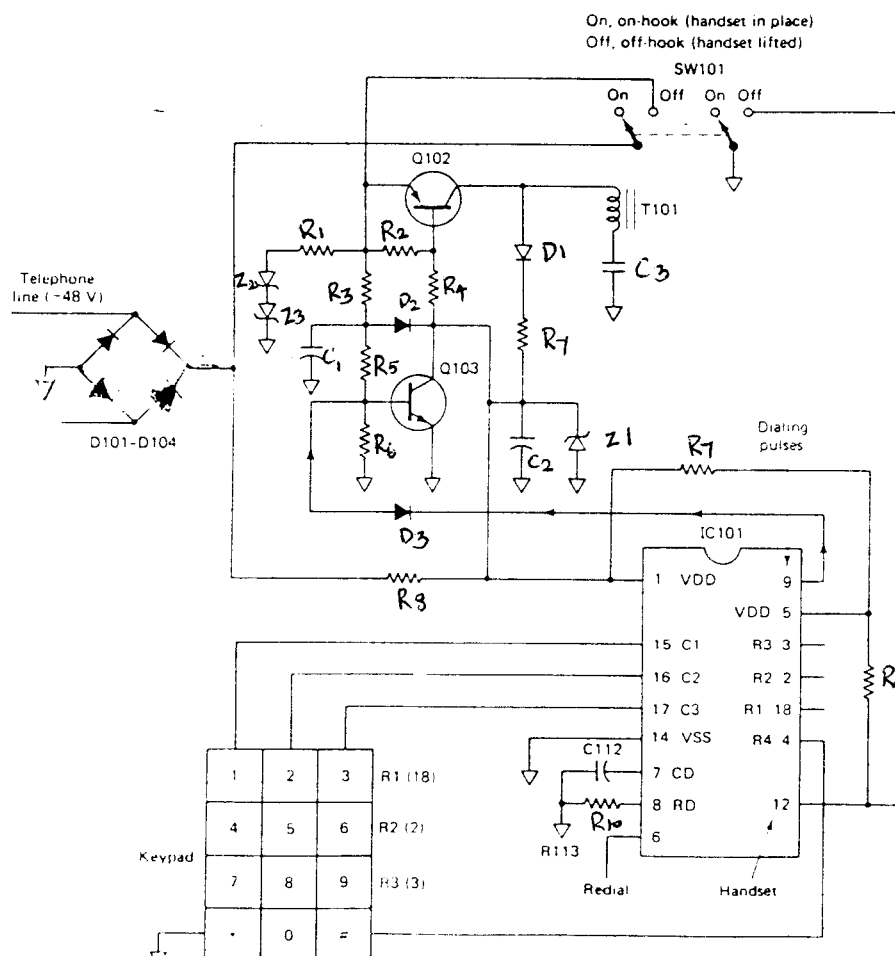 On, on-hook (handset in place)
Off, off-hook (handset lifted)
SW101
On Off On Off
Q102
T101
R1 R2
D1
C3
Z2
Telephone
line (-48 V)
Z3
R3 D2 R4
R7
C1 R5 Q103
R6
C2 Z1
R7
Dialing
pulses
D101-D104
D3
IC101
R8
1 VDD 9
VDD 5
15 C1 R3 3
16 C2 R2 2
17 C3 R1 18
14 VSS R4 4
C112
7 CD
8 RD 12
R10
6
R113
Redial
Handset
Keypad
1 2 3 R1 (18)
4 5 6 R2 (2)
7 8 9 R3 (3)
0 =